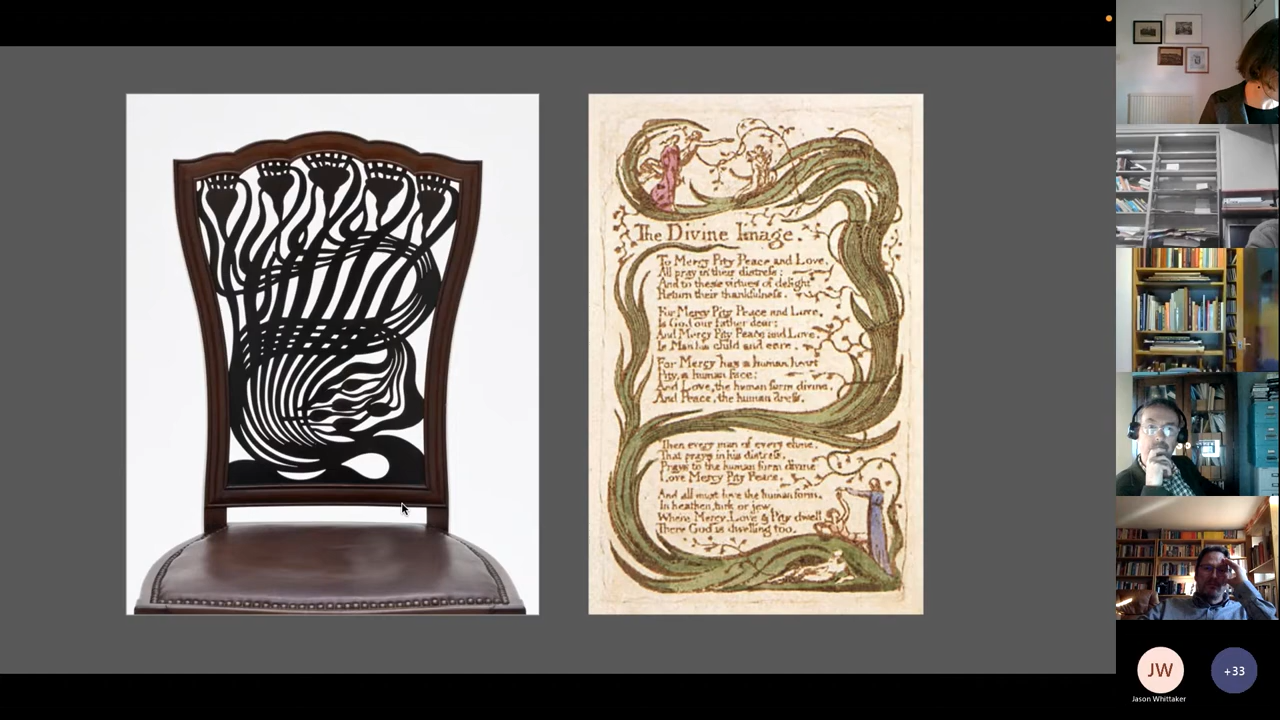 The Divine Image.
To Mercy Pity Peace and Love,
All pray in their distress:
And to these virtues of delight
Return their thankfulness.
For Mercy Pity Peace and Love,
Is God our father dear:
And Mercy Pity Peace and Love,
Is Man his child and care.
For Mercy has a human heart
Pity, a human face:
And Love, the human form divine,
And Peace, the human dress.
Then every man of every clime,
That prays in his distress,
Prays to the human form divine
Love Mercy Pity Peace.
And all must love the human form,
In heathen, turk or jew.
Where Mercy, Love & Pity dwell,
There God is dwelling too.
JW
Jason Whittaker
+33